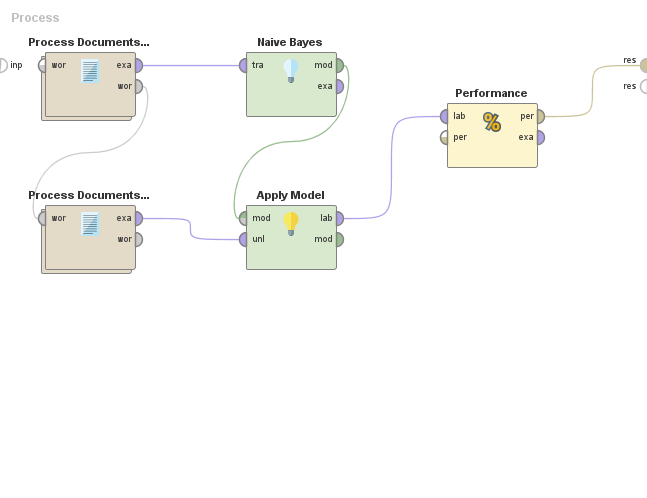 Process
Process Documents...
Naive Bayes
res
inp
wor
exa
tra
mod
wor
exa
res
Performance
lab
per
per
exa
Process Documents...
Apply Model
wor
exa
mod
lab
wor
unl
mod
%